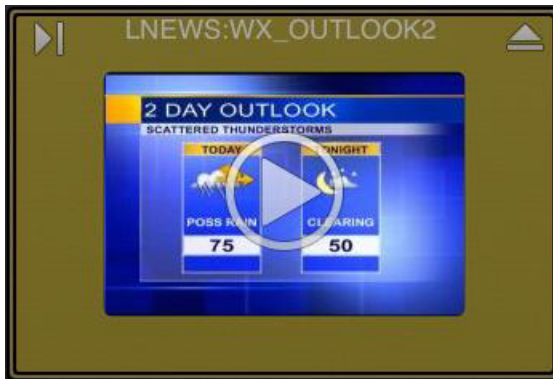 LNEWS:WX_OUTLOOK2
2 DAY OUTLOOK
SCATTERED THUNDERSTORMS
TODAY TONIGHT
POSS RAIN CLEARING
75 50